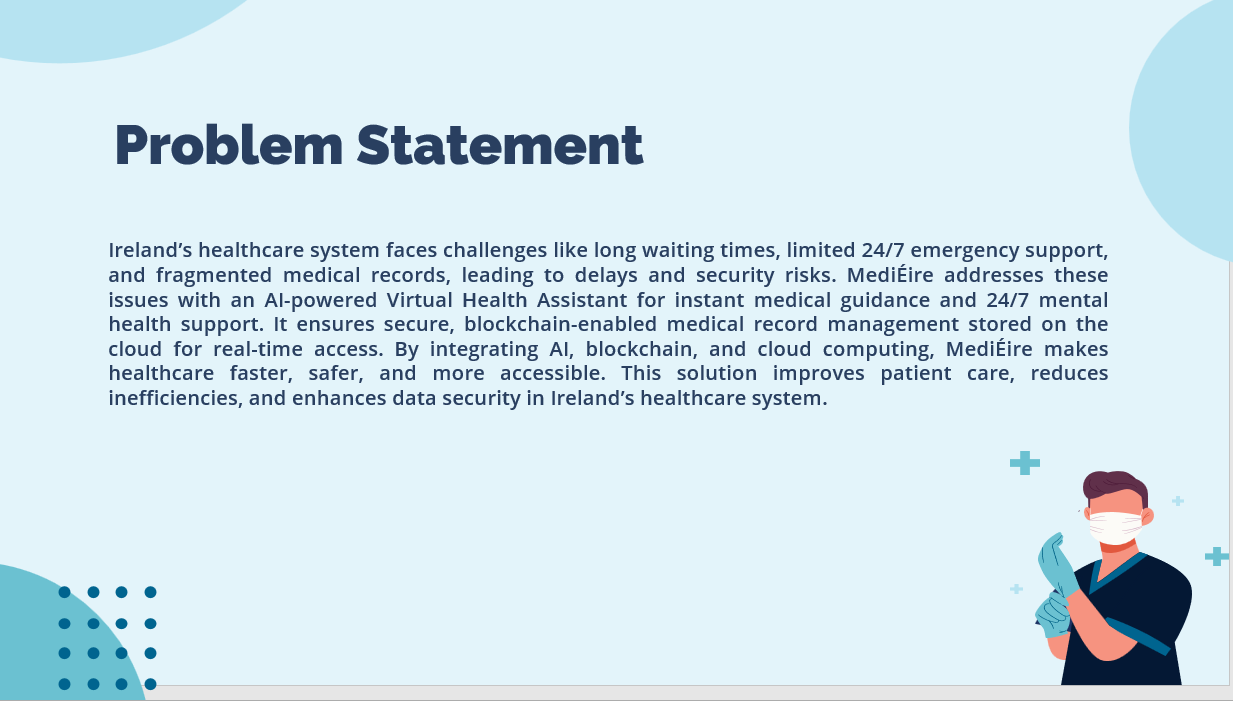 Problem Statement
Ireland’s healthcare system faces challenges like long waiting times, limited 24/7 emergency support,
and fragmented medical records, leading to delays and security risks. MediÉire addresses these
issues with an AI-powered Virtual Health Assistant for instant medical guidance and 24/7 mental
health support. It ensures secure, blockchain-enabled medical record management stored on the
cloud for real-time access. By integrating AI, blockchain, and cloud computing, MediÉire makes
healthcare faster, safer, and more accessible. This solution improves patient care, reduces
inefficiencies, and enhances data security in Ireland’s healthcare system.